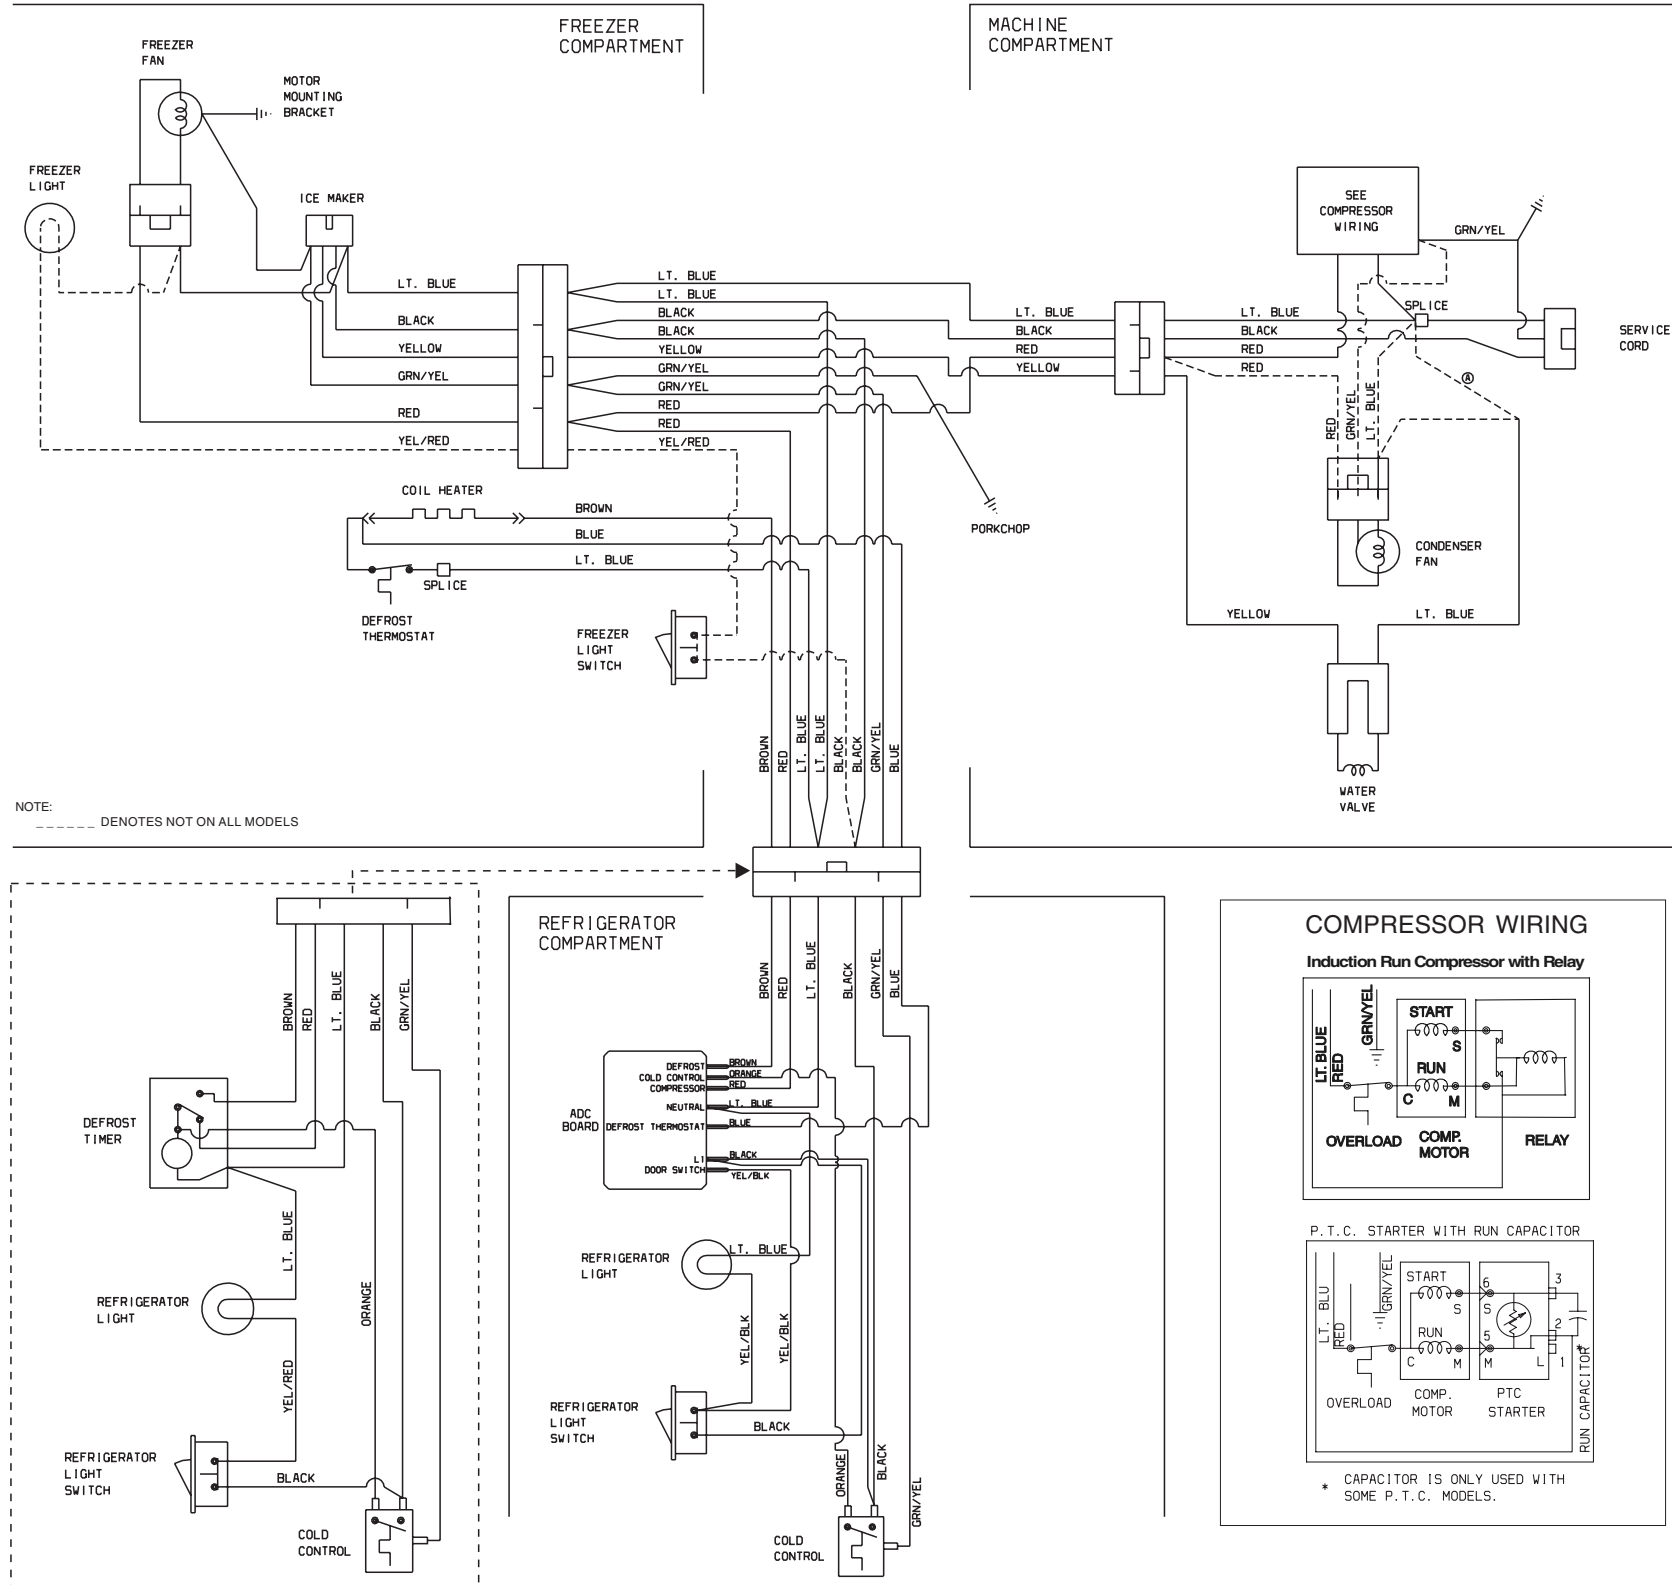 FREEZER
COMPARTMENT
MACHINE
COMPARTMENT
FREEZER
FAN
MOTOR
MOUNTING
BRACKET
FREEZER
LIGHT
ICE MAKER
LT. BLUE
BLACK
YELLOW
GRN/YEL
RED
YEL/RED
LT. BLUE
LT. BLUE
BLACK
BLACK
YELLOW
GRN/YEL
GRN/YEL
RED
RED
YEL/RED
LT. BLUE
BLACK
RED
YELLOW
LT. BLUE
BLACK
RED
RED
SEE
COMPRESSOR
WIRING
GRN/YEL
SPLICE
SERVICE
CORD
A
RED
GRN/YEL
LT. BLUE
CONDENSER
FAN
YELLOW
LT. BLUE
WATER
VALVE
COIL HEATER
BROWN
BLUE
LT. BLUE
SPLICE
DEFROST
THERMOSTAT
FREEZER
LIGHT
SWITCH
PORKCHOP
BROWN
RED
LT. BLUE
LT. BLUE
BLACK
BLACK
GRN/YEL
BLUE
NOTE:
______ DENOTES NOT ON ALL MODELS
BROWN
RED
LT. BLUE
BLACK
GRN/YEL
DEFROST
TIMER
LT. BLUE
ORANGE
REFRIGERATOR
LIGHT
YEL/RED
REFRIGERATOR
LIGHT
SWITCH
BLACK
COLD
CONTROL
REFRIGERATOR
COMPARTMENT
BROWN
RED
LT. BLUE
BLACK
GRN/YEL
BLUE
ADC
BOARD
DEFROST
COLD CONTROL
COMPRESSOR
NEUTRAL
DEFROST THERMOSTAT
L1
DOOR SWITCH
BROWN
ORANGE
RED
LT. BLUE
BLUE
BLACK
YEL/BLK
REFRIGERATOR
LIGHT
LT. BLUE
YEL/BLK
YEL/BLK
REFRIGERATOR
LIGHT
SWITCH
BLACK
ORANGE
BLACK
GRN/YEL
COLD
CONTROL
COMPRESSOR WIRING
Induction Run Compressor with Relay
LT. BLUE
RED
GRN/YEL
START
S
RUN
C
M
OVERLOAD
COMP.
MOTOR
RELAY
P.T.C. STARTER WITH RUN CAPACITOR
LT. BLU
RED
GRN/YEL
START
S
RUN
C
M
6
S
5
M
3
2
L
1
*
RUN CAPACITOR
OVERLOAD
COMP.
MOTOR
PTC
STARTER
* CAPACITOR IS ONLY USED WITH
SOME P.T.C. MODELS.